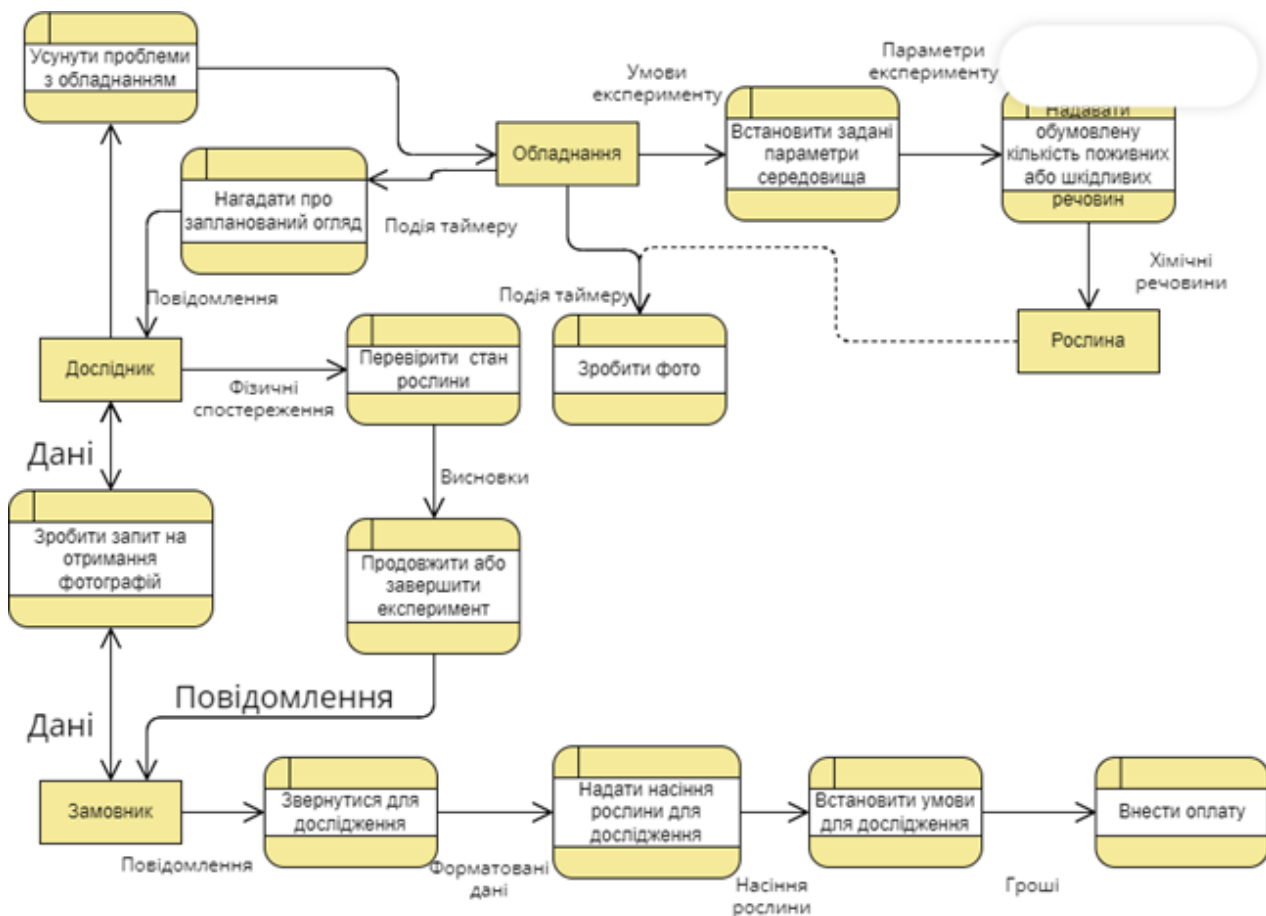 Усунути проблеми
з обладнанням
Умови
експерименту
Параметри
експерименту
Обладнання
Встановити задані
параметри
середовища
Надавати
обумовлену
кількість поживних
або шкідливих
речовин
Нагадати про
запланований огляд
Подія таймеру
Повідомлення
Подія таймеру
Хімічні
речовини
Дослідник
Фізичні
спостереження
Перевірити стан
рослини
Зробити фото
Рослина
Дані
Висновки
Зробити запит на
отримання
фотографій
Продовжити або
завершити
експеримент
Повідомлення
Дані
Замовник
Повідомлення
Звернутися для
дослідження
Форматовані
дані
Надати насіння
рослини для
дослідження
Насіння
рослини
Встановити умови
для дослідження
Гроші
Внести оплату